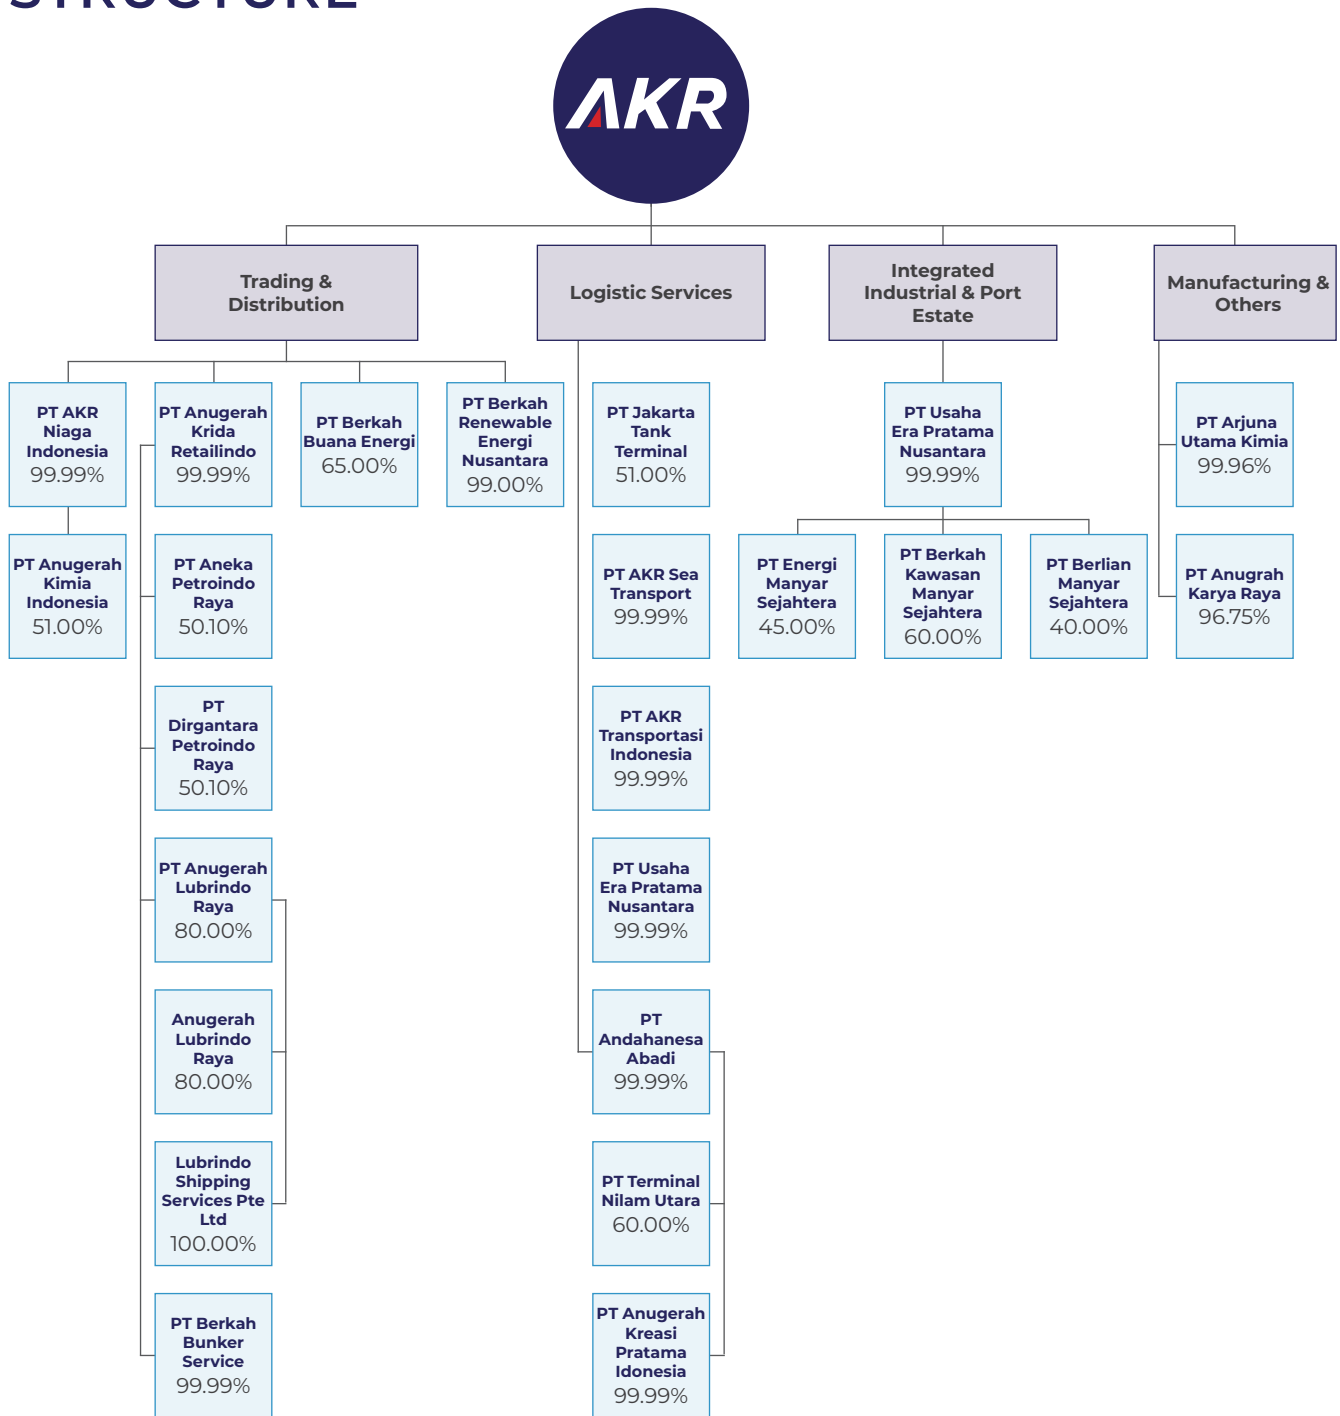 STRUCTURE
AKR
Trading &
Distribution
Logistic Services
Integrated
Industrial & Port
Estate
Manufacturing &
Others
PT AKR
Niaga
Indonesia
99.99%
PT Anugerah
Krida
Retailindo
99.99%
PT Berkah
Buana Energi
65.00%
PT Berkah
Renewable
Energi
Nusantara
99.00%
PT Jakarta
Tank
Terminal
51.00%
PT Usaha
Era Pratama
Nusantara
99.99%
PT Arjuna
Utama Kimia
99.96%
PT Anugerah
Kimia
Indonesia
51.00%
PT Aneka
Petroindo
Raya
50.10%
PT AKR Sea
Transport
99.99%
PT Energi
Manyar
Sejahtera
45.00%
PT Berkah
Kawasan
Manyar
Sejahtera
60.00%
PT Berlian
Manyar
Sejahtera
40.00%
PT Anugrah
Karya Raya
96.75%
PT
Dirgantara
Petroindo
Raya
50.10%
PT AKR
Transportasi
Indonesia
99.99%
PT Anugerah
Lubrindo
Raya
80.00%
PT Usaha
Era Pratama
Nusantara
99.99%
Anugerah
Lubrindo
Raya
80.00%
PT
Andahanesa
Abadi
99.99%
Lubrindo
Shipping
Services Pte
Ltd
100.00%
PT Terminal
Nilam Utara
60.00%
PT Berkah
Bunker
Service
99.99%
PT Anugerah
Kreasi
Pratama
Idonesia
99.99%